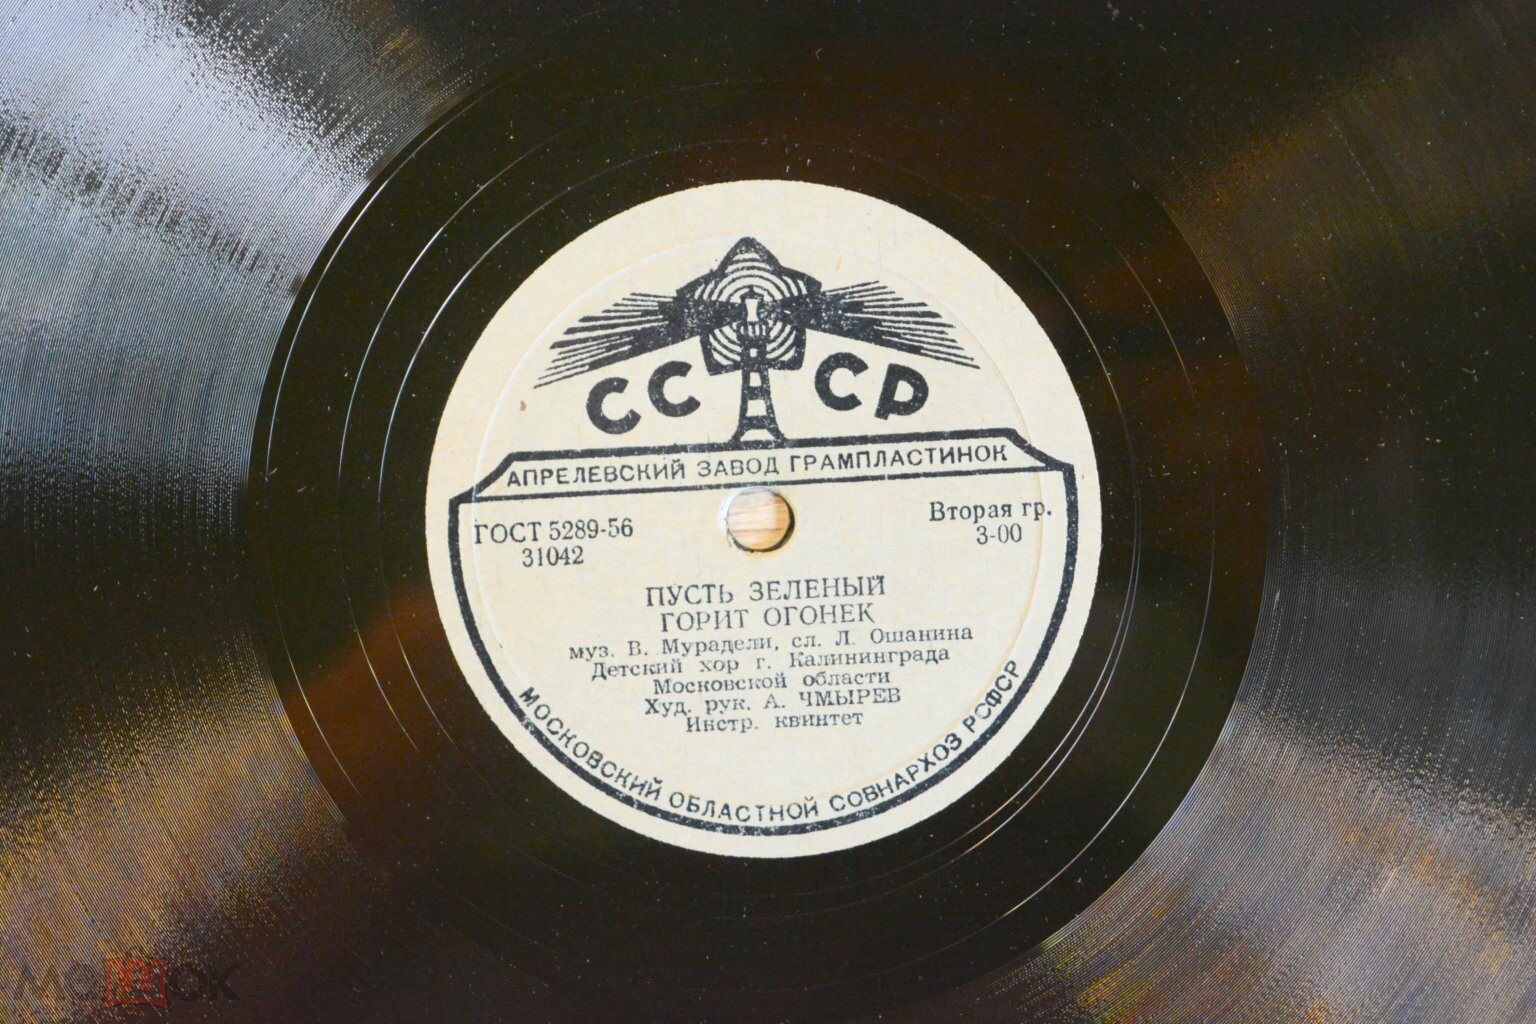 СССР
АПРЕЛЕВСКИЙ ЗАВОД ГРАМПЛАСТИНОК
ГОСТ 5289-56
31042
Вторая гр.
3-00
ПУСТЬ ЗЕЛЕНЫЙ
ГОРИТ ОГОНЕК
муз. В. Мурадели, сл. Л. Ошанина
Детский хор г. Калининграда
Московской области
Худ. рук. А. ЧМЫРЕВ
Инстр. квинтет
МОСКОВСКИЙ ОБЛАСТНОЙ СОВНАРХОЗ РСФСР
мешок